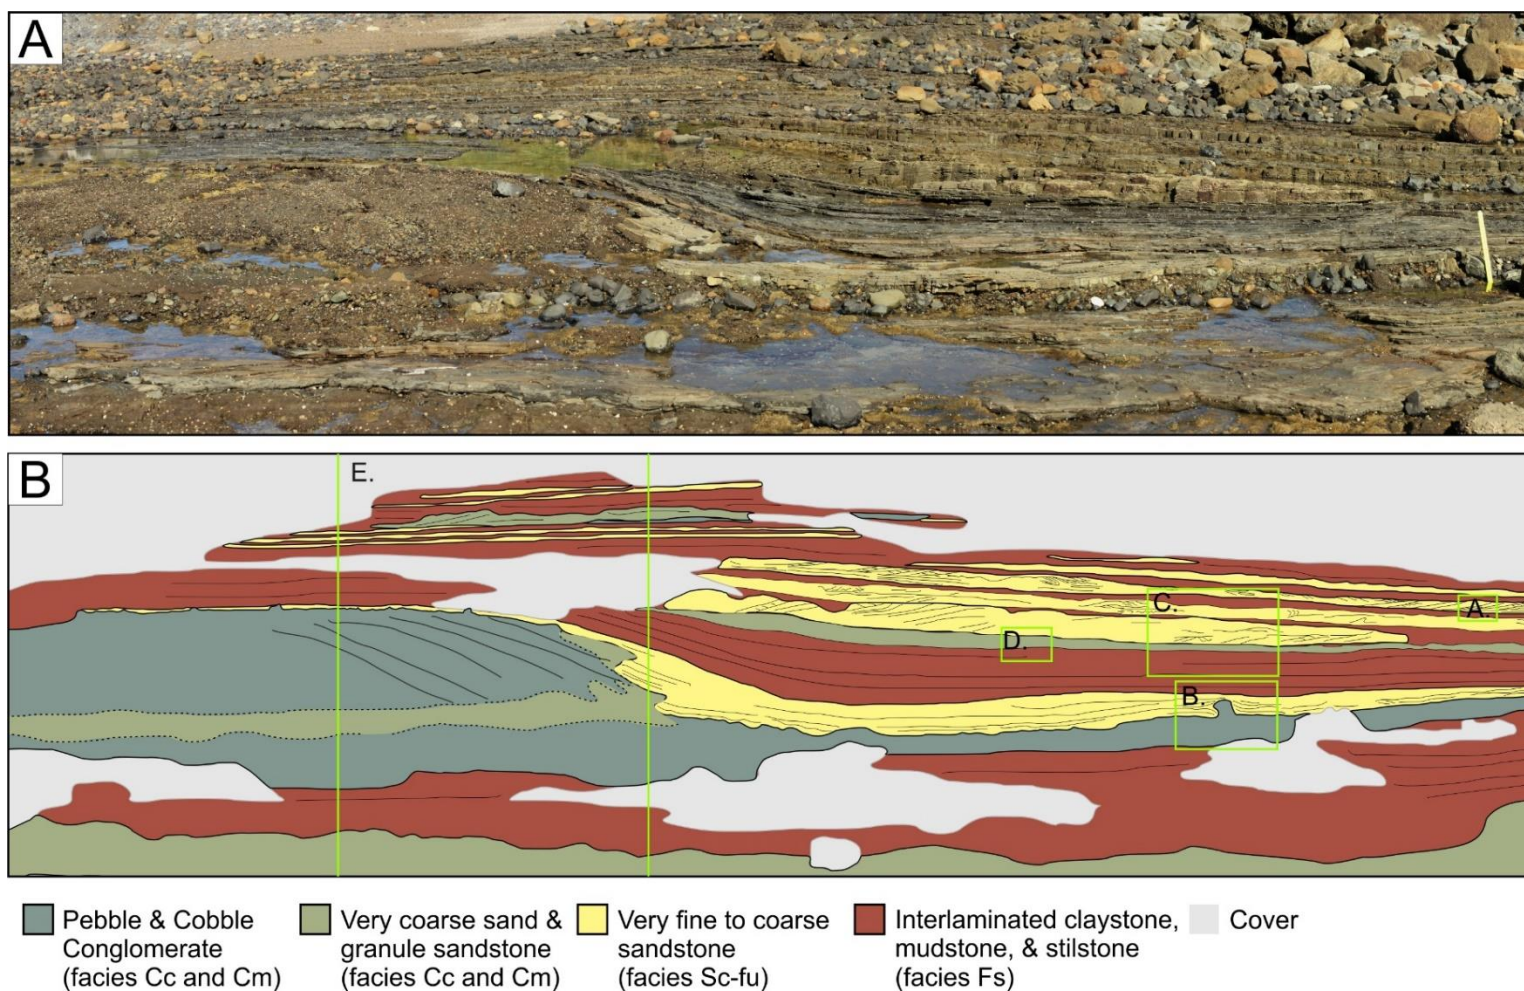 A
B
E.
C.
A.
D.
B.
Pebble & Cobble
Conglomerate
(facies Cc and Cm)
Very coarse sand &
granule sandstone
(facies Cc and Cm)
Very fine to coarse
sandstone
(facies Sc-fu)
Interlaminated claystone,
mudstone, & stilstone
(facies Fs)
Cover